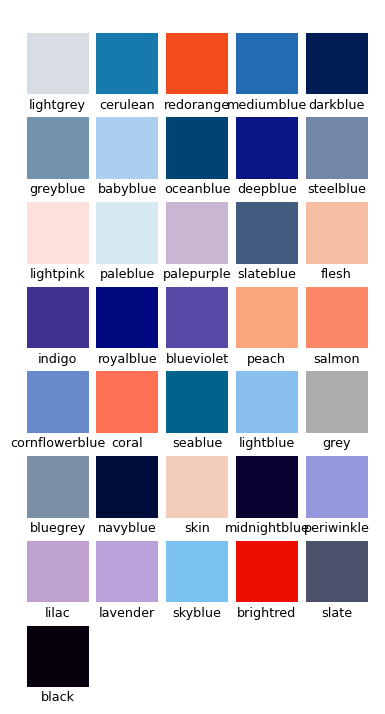 lightgrey cerulean redorange mediumblue darkblue
greyblue babyblue oceanblue deepblue steelblue
lightpink paleblue palepurple slateblue flesh
indigo royalblue blueviolet peach salmon
cornflowerblue coral seablue lightblue grey
bluegrey navyblue skin midnightblue periwinkle
lilac lavender skyblue brightred slate
black